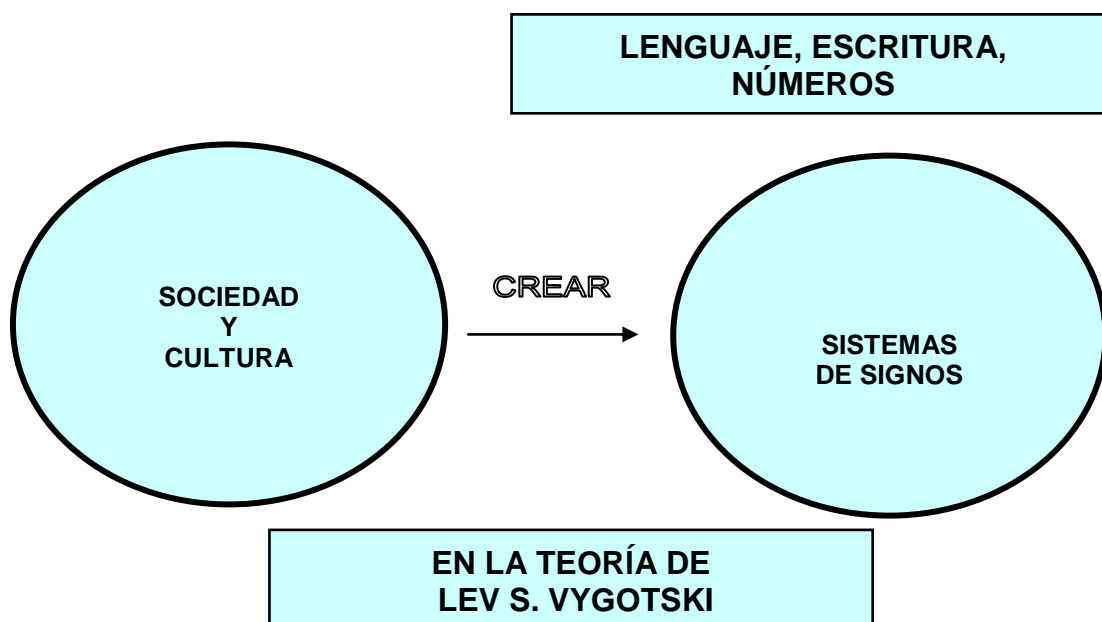 LENGUAJE, ESCRITURA,
NÚMEROS
SOCIEDAD
Y
CULTURA
CREAR
SISTEMAS
DE SIGNOS
EN LA TEORÍA DE
LEV S. VYGOTSKI